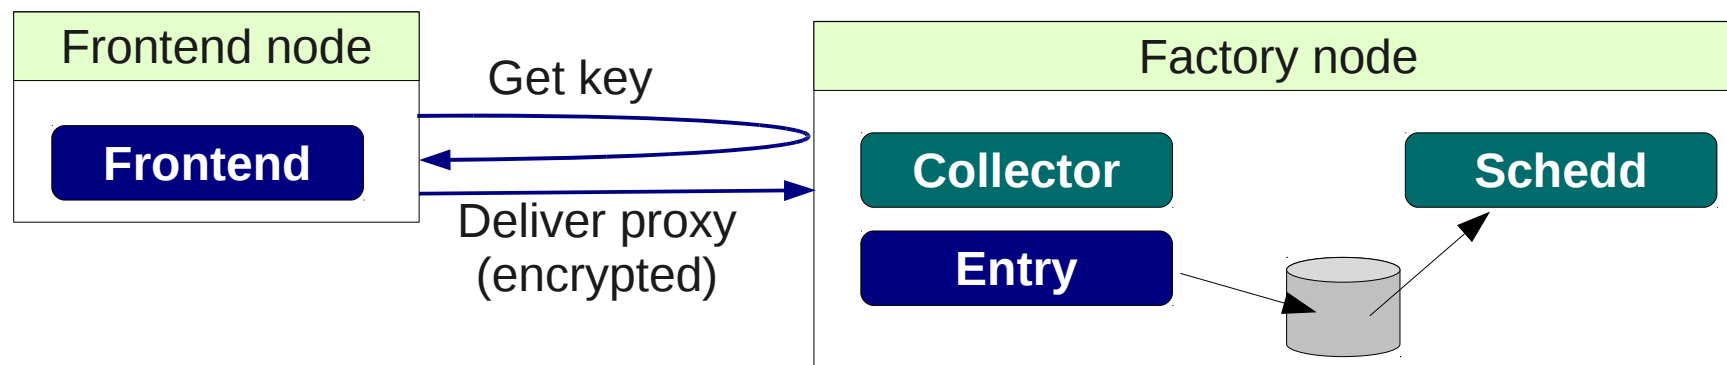 Frontend node
Frontend
Get key
Deliver proxy
(encrypted)
Factory node
Collector
Schedd
Entry